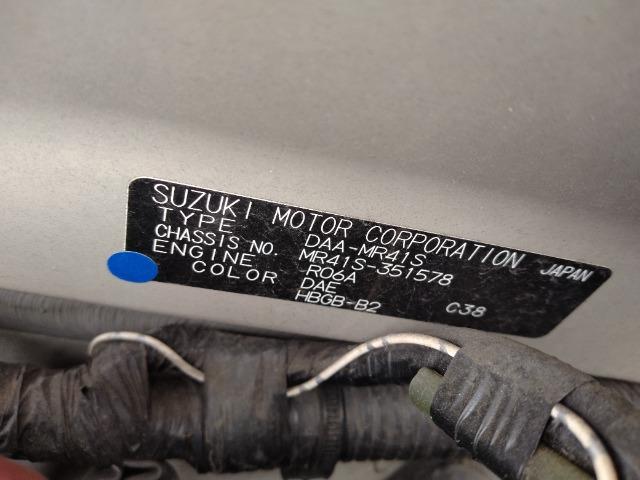 SUZUKI MOTOR CORPORATION JAPAN
TYPE DAA-MR41S
CHASSIS NO. MR41S-351578
ENGINE R06A
COLOR DAE
HBGB-B2 C38